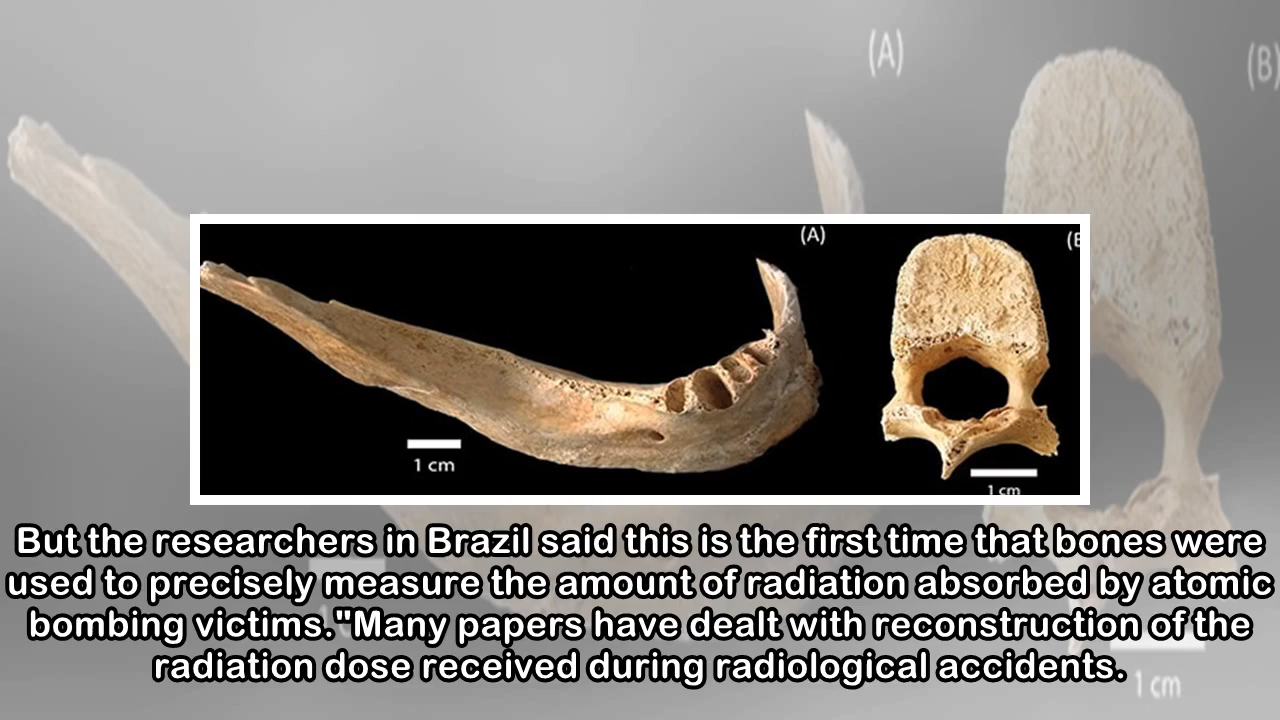 (A)
(B)
(A)
1 cm
1 cm
But the researchers in Brazil said this is the first time that bones were
used to precisely measure the amount of radiation absorbed by atomic
bombing victims."Many papers have dealt with reconstruction of the
radiation dose received during radiological accidents.
1 cm